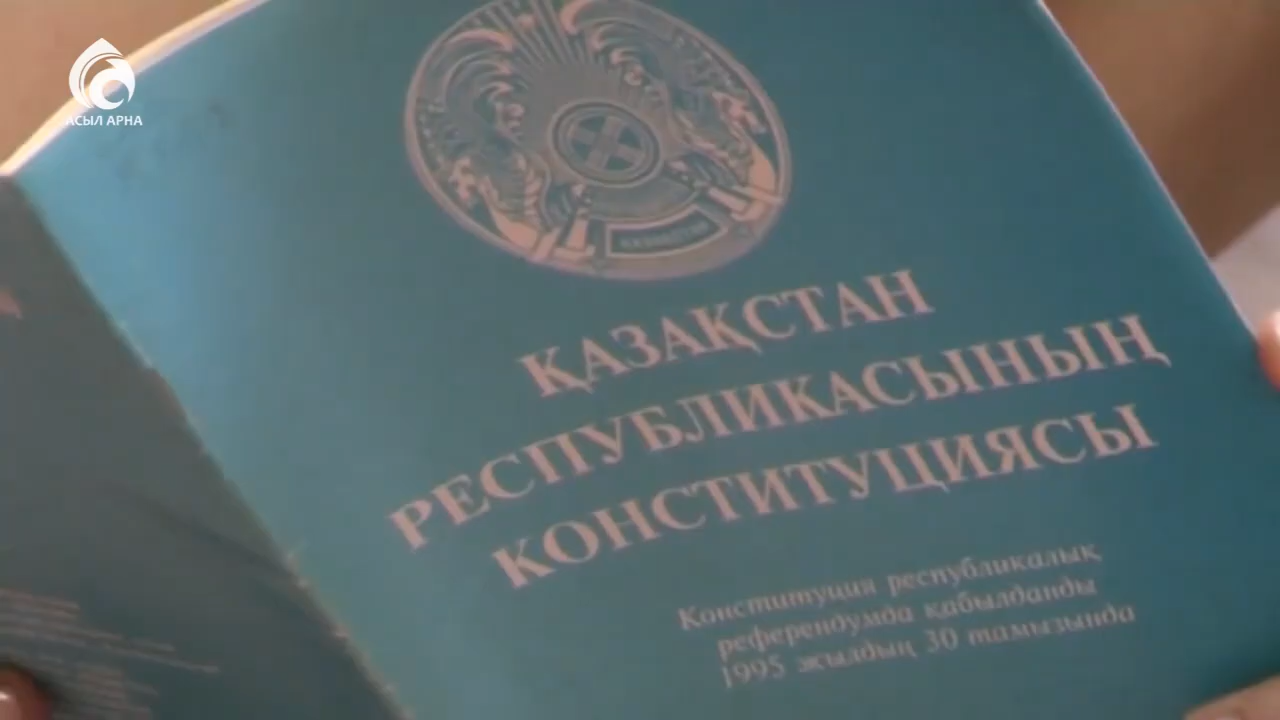 АСЫЛ АРНА
ҚАЗАҚСТАН
РЕСПУБЛИКАСЫНЫҢ
КОНСТИТУЦИЯСЫ
Конституция республикалық
референдумда қабылданды
1995 жылдың 30 тамызында